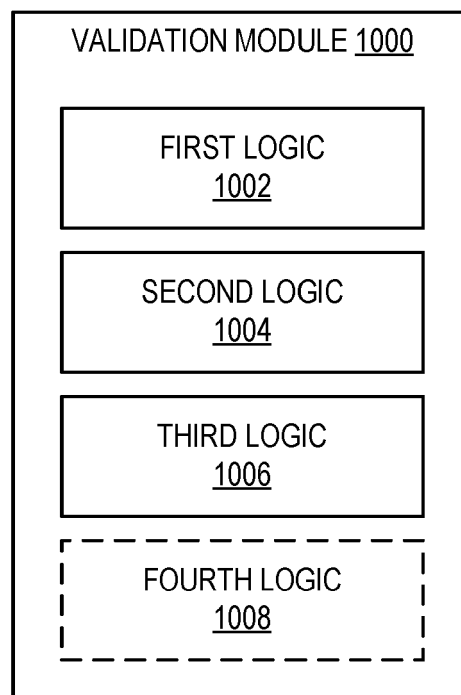 VALIDATION MODULE 1000
FIRST LOGIC
1002
SECOND LOGIC
1004
THIRD LOGIC
1006
FOURTH LOGIC
1008